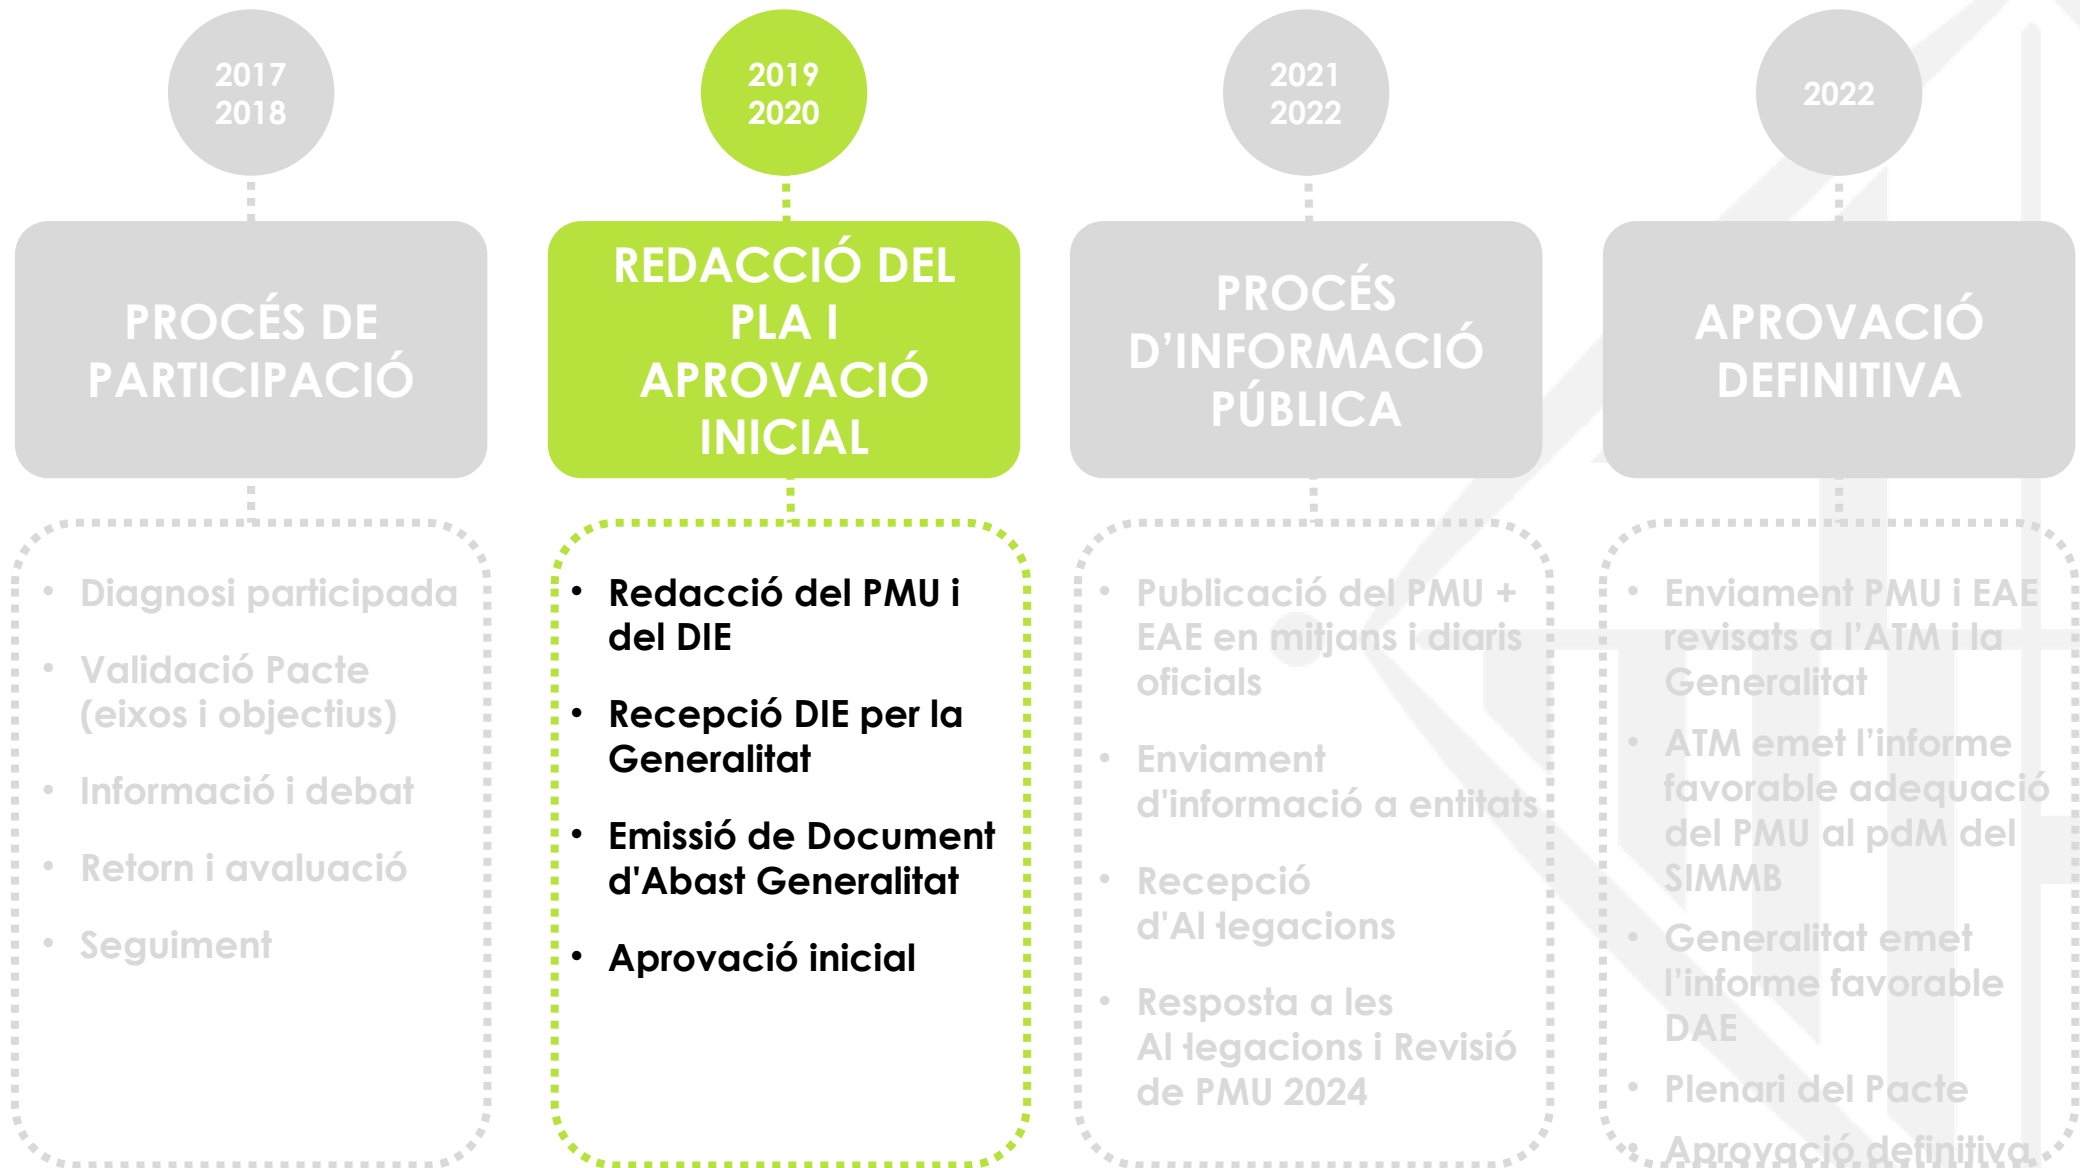 2017
2018
PROCÉS DE
PARTICIPACIÓ
• Diagnosi participada
• Validació Pacte
(eixos i objectius)
• Informació i debat
• Retorn i avaluació
• Seguiment
2019
2020
REDACCIÓ DEL
PLA I
APROVACIÓ
INICIAL
• Redacció del PMU i
del DIE
• Recepció DIE per la
Generalitat
• Emissió de Document
d'Abast Generalitat
• Aprovació inicial
2021
2022
PROCÉS
D’INFORMACIÓ
PÚBLICA
• Publicació del PMU +
EAE en mitjans i diaris
oficials
• Enviament
d'informació a entitats
• Recepció
d'Al·legacions
• Resposta a les
Al·legacions i Revisió
de PMU 2024
2022
APROVACIÓ
DEFINITIVA
• Enviament PMU i EAE
revisats a l’ATM i la
Generalitat
• ATM emet l’informe
favorable adequació
del PMU al pdM del
SIMMB
• Generalitat emet
l’informe favorable
DAE
• Plenari del Pacte
• Aprovació definitiva